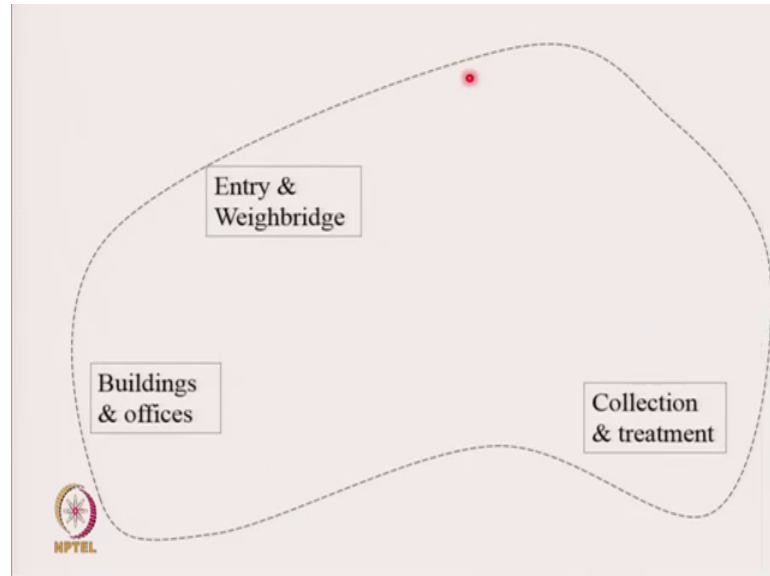 Entry &
Weighbridge
Buildings
& offices
Collection
& treatment
NPTEL